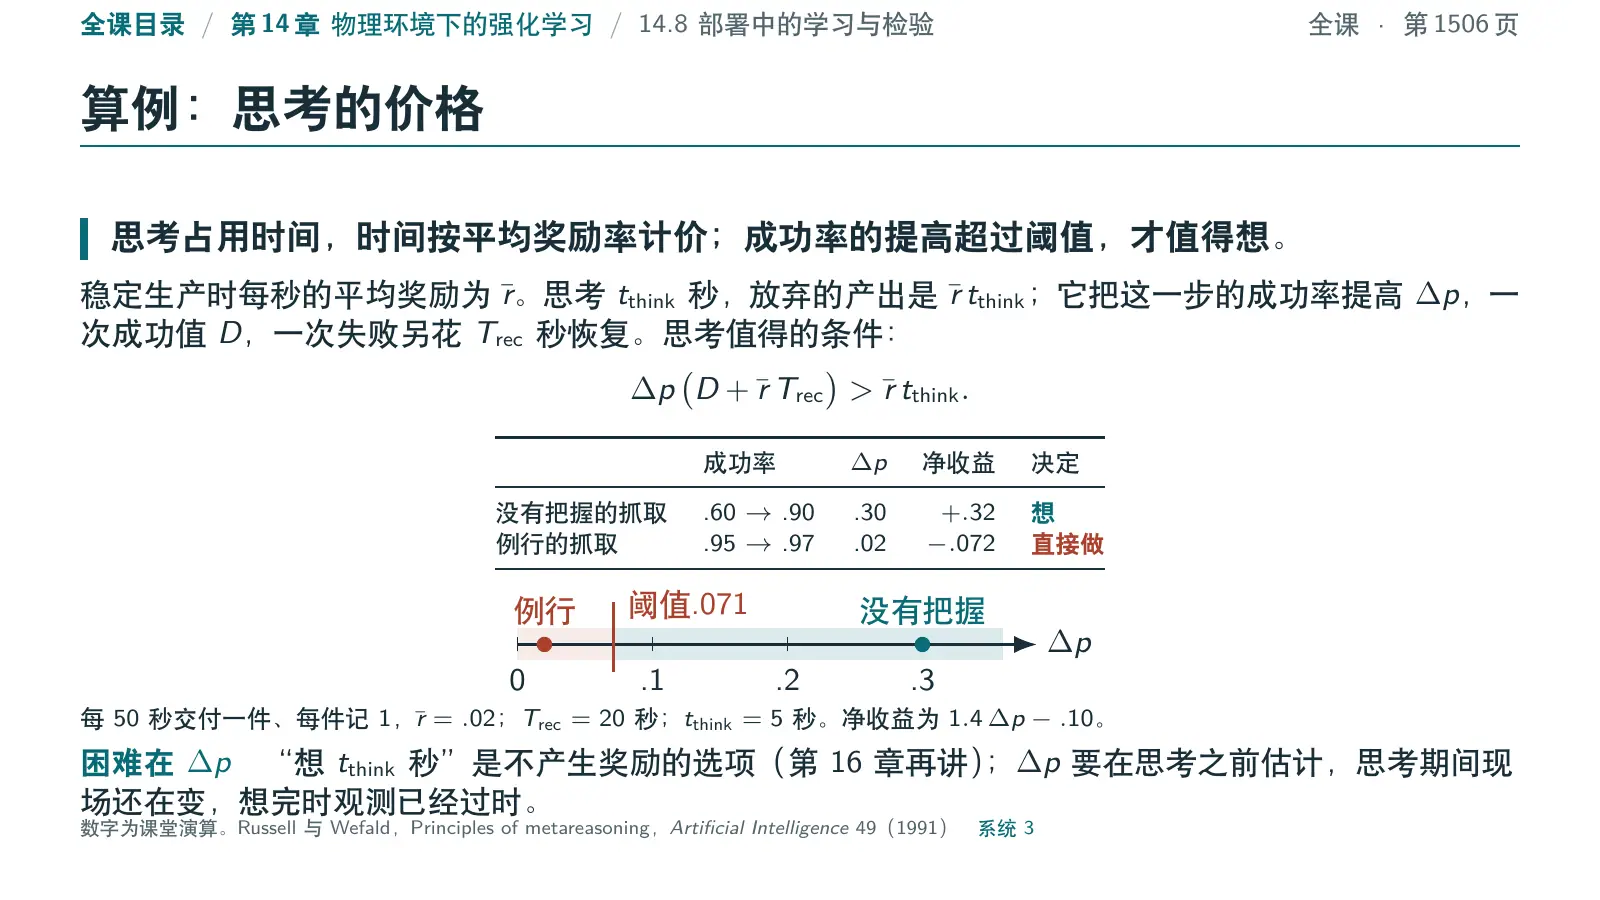 全课目录 / 第 14 章 物理环境下的强化学习 / 14.8 部署中的学习与检验 全课 · 第 1506 页
算例：思考的价格
思考占用时间，时间按平均奖励率计价；成功率的提高超过阈值，才值得想。
稳定生产时每秒的平均奖励为 r̄。思考 t_think 秒，放弃的产出是 r̄ t_think；它把这一步的成功率提高 Δp，一
次成功值 D，一次失败另花 T_rec 秒恢复。思考值得的条件：
Δp (D + r̄ T_rec) > r̄ t_think.
成功率 Δp 净收益 决定
没有把握的抓取 .60 → .90 .30 +.32 想
例行的抓取 .95 → .97 .02 −.072 直接做
例行 阈值.071 没有把握
Δp
0 .1 .2 .3
每 50 秒交付一件、每件记 1，r̄ = .02；T_rec = 20 秒；t_think = 5 秒。净收益为 1.4 Δp − .10。
困难在 Δp “想 t_think 秒”是不产生奖励的选项（第 16 章再讲）；Δp 要在思考之前估计，思考期间现
场还在变，想完时观测已经过时。
数字为课堂演算。Russell 与 Wefald，Principles of metareasoning，Artificial Intelligence 49（1991） 系统 3